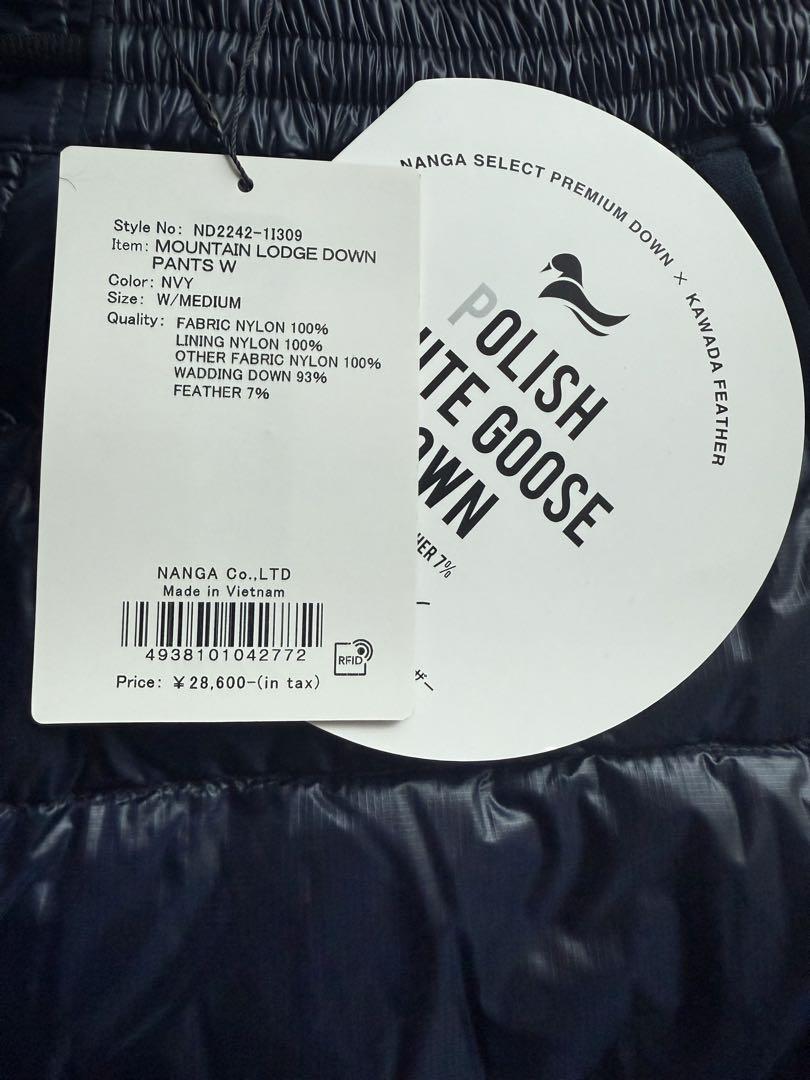 Style No: ND2242-1I309
Item: MOUNTAIN LODGE DOWN
PANTS W
Color: NVY
Size: W/MEDIUM
Quality: FABRIC NYLON 100%
LINING NYLON 100%
OTHER FABRIC NYLON 100%
WADDING DOWN 93%
FEATHER 7%
NANGA Co.,LTD
Made in Vietnam
4938101042772
RFID
Price: ¥28,600-(in tax)
NANGA SELECT PREMIUM DOWN × KAWADA FEATHER
POLISH
GOOSE
7%